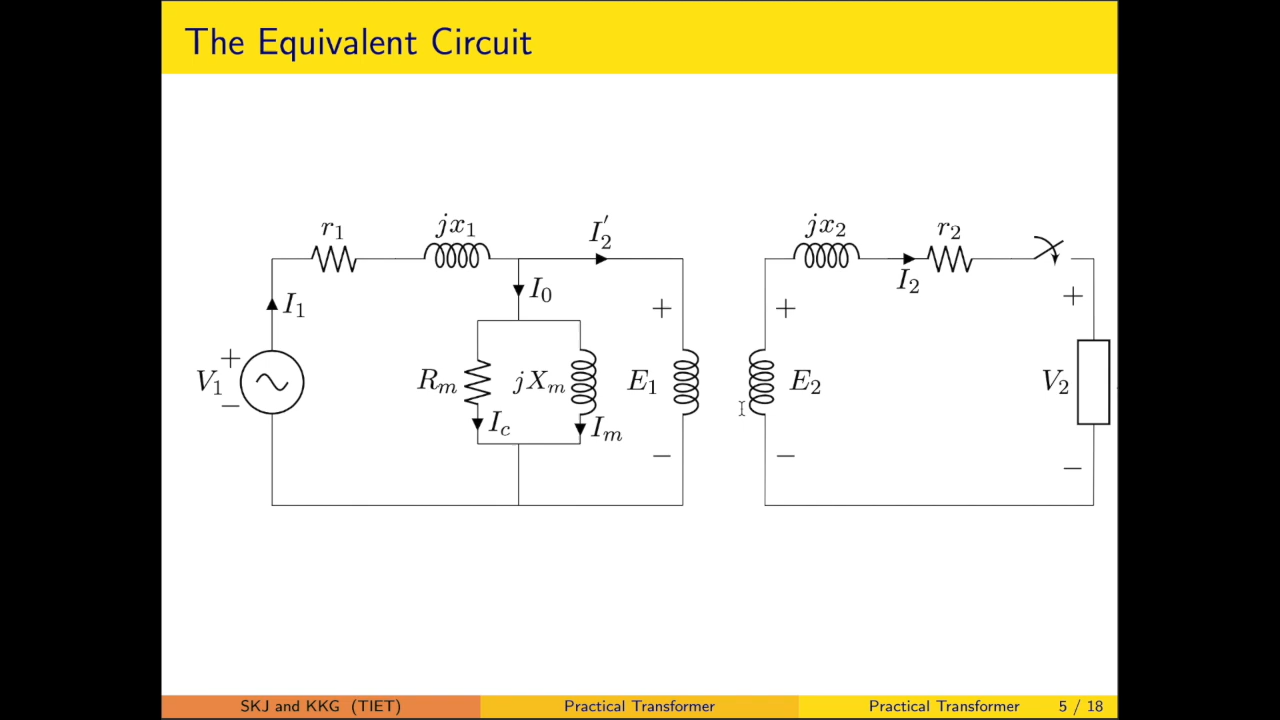 The Equivalent Circuit
r₁
jx₁
I₂′
jx₂
r₂
I₂
I₀
I₁
+
+
+
+
V₁
−
R_m
jX_m
E₁
E₂
V₂
I_c
I_m
−
−
−
SKJ and KKG (TIET)
Practical Transformer
Practical Transformer
5 / 18